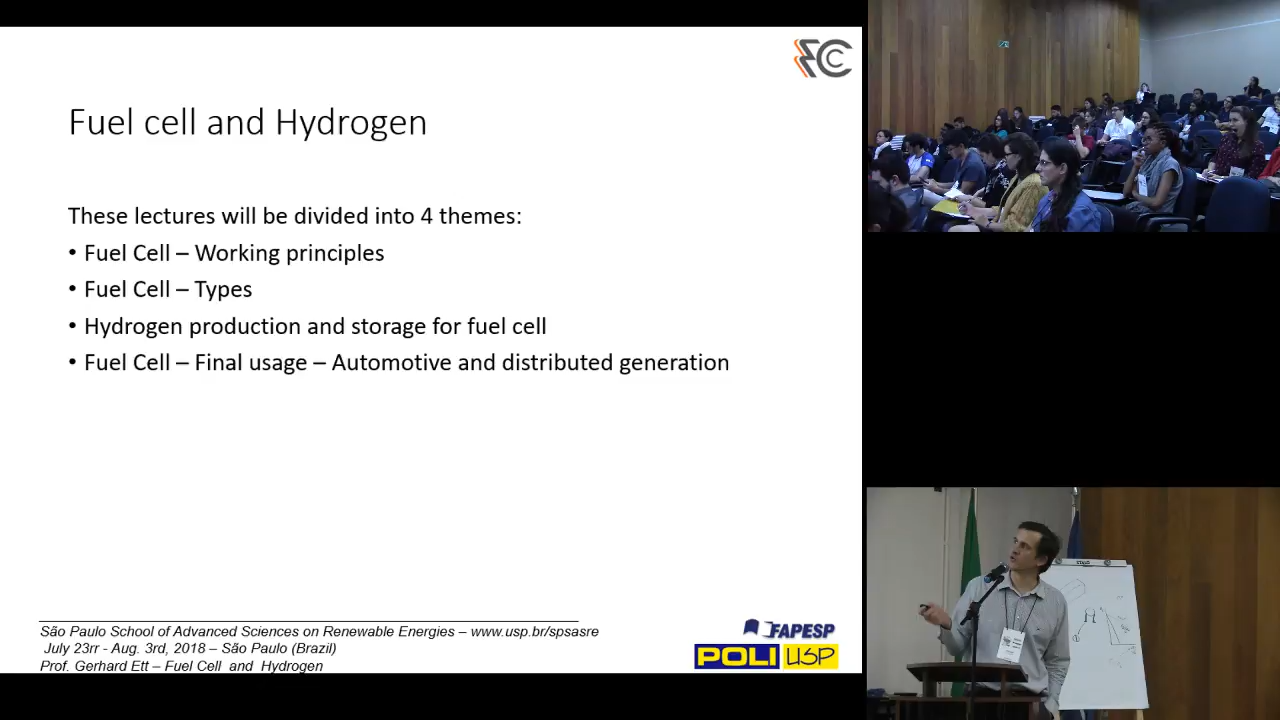 FCC
Fuel cell and Hydrogen
These lectures will be divided into 4 themes:
• Fuel Cell – Working principles
• Fuel Cell – Types
• Hydrogen production and storage for fuel cell
• Fuel Cell – Final usage – Automotive and distributed generation
São Paulo School of Advanced Sciences on Renewable Energies – www.usp.br/spsasre
July 23rr - Aug. 3rd, 2018 – São Paulo (Brazil)
Prof. Gerhard Ett – Fuel Cell and Hydrogen
FAPESP
POLI USP